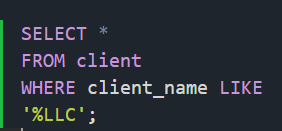 SELECT *
FROM client
WHERE client_name LIKE
'%LLC';